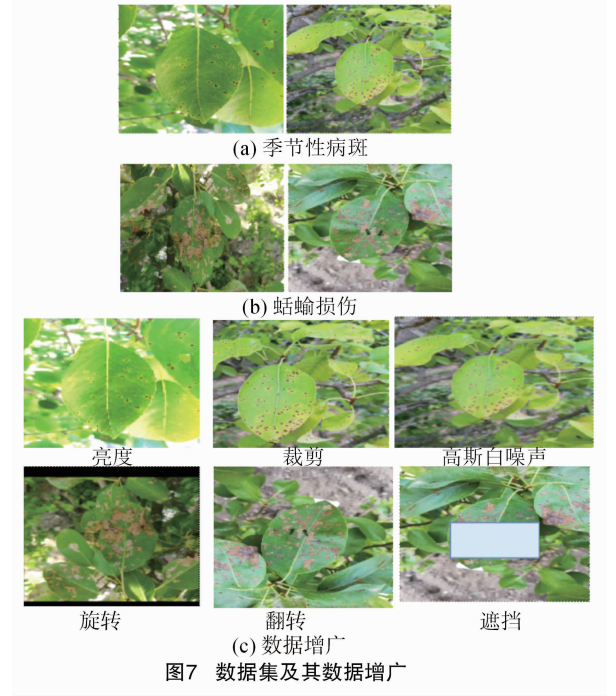 (a) 季节性病斑
(b) 蛞蝓损伤
亮度 裁剪 高斯白噪声
旋转 翻转 遮挡
(c) 数据增广
图7 数据集及其数据增广